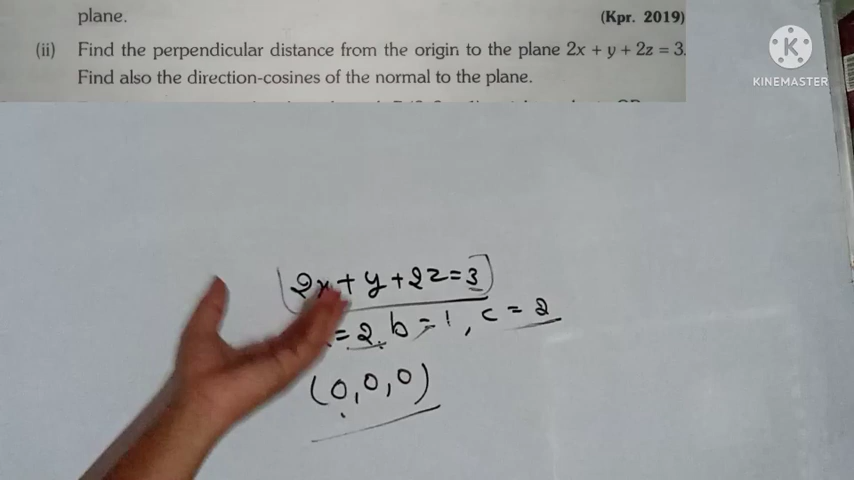 plane. (Kpr. 2019)
(ii) Find the perpendicular distance from the origin to the plane 2x + y + 2z = 3.
Find also the direction-cosines of the normal to the plane.
KINEMASTER
2x + y + 2z = 3
= 2, b = 1, c = 2
(0, 0, 0)